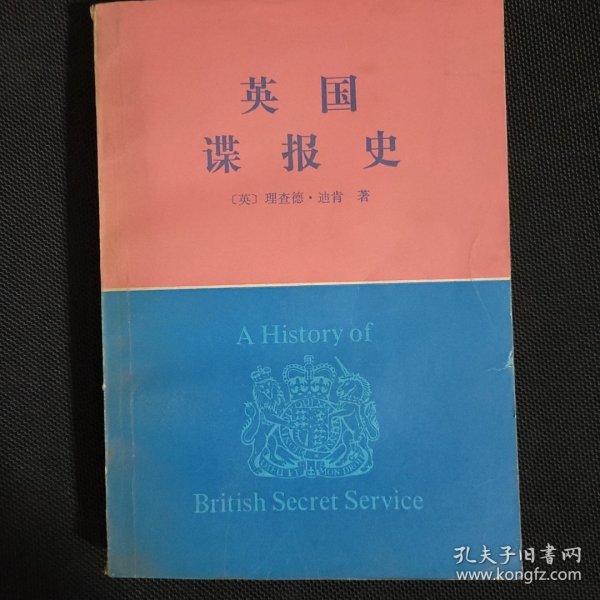 英国
谍报史
〔英〕理查德·迪肯 著
A History of
British Secret Service
孔夫子旧书网
www.kongfz.com